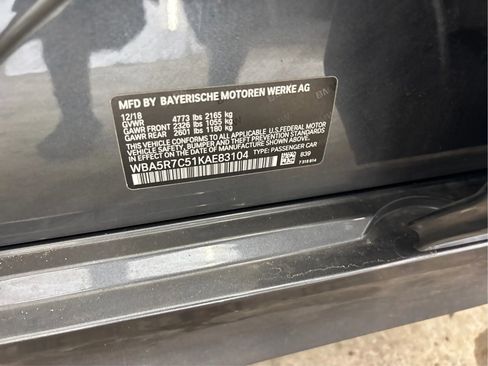 MFD BY BAYERISCHE MOTOREN WERKE AG
12/18
GVWR 4773 lbs 2165 kg
GAWR FRONT 2326 lbs 1055 kg
GAWR REAR 2601 lbs 1180 kg
THIS VEHICLE CONFORMS TO ALL APPLICABLE U.S. FEDERAL MOTOR
VEHICLE SAFETY AND THEFT PREVENTION STANDARDS
IN EFFECT ON THE DATE OF MANUFACTURE SHOWN ABOVE
WBA5R7C51KAE83104 TYPE: PASSENGER CAR
B39